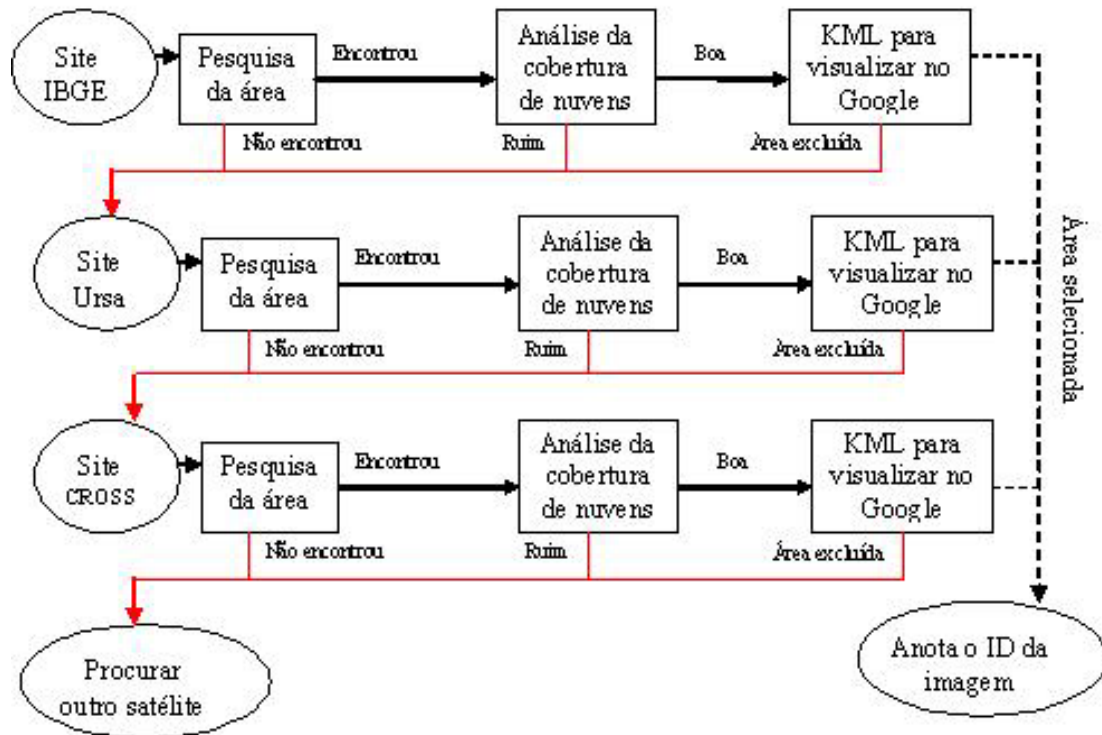 Site
IBGE
Pesquisa
da área
Encontrou
Análise da
cobertura
de nuvens
Boa
KML para
visualizar no
Google
Não encontrou
Ruim
Área excluída
Site
Ursa
Pesquisa
da área
Encontrou
Análise da
cobertura
de nuvens
Boa
KML para
visualizar no
Google
Não encontrou
Ruim
Área excluída
Site
CROSS
Pesquisa
da área
Encontrou
Análise da
cobertura
de nuvens
Boa
KML para
visualizar no
Google
Não encontrou
Ruim
Área excluída
Área selecionada
Procurar
outro satélite
Anota o ID da
imagem